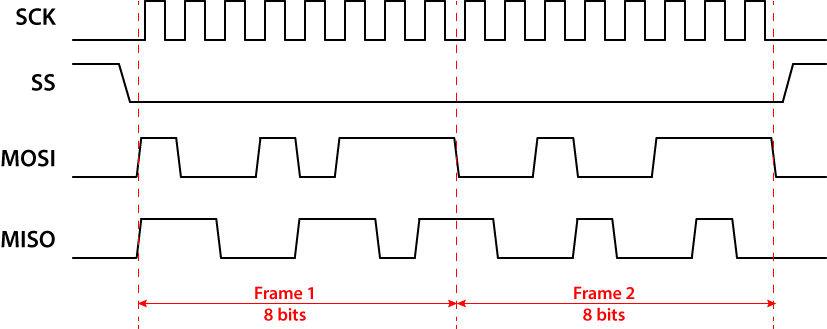 SCK
SS
MOSI
MISO
Frame 1
8 bits
Frame 2
8 bits